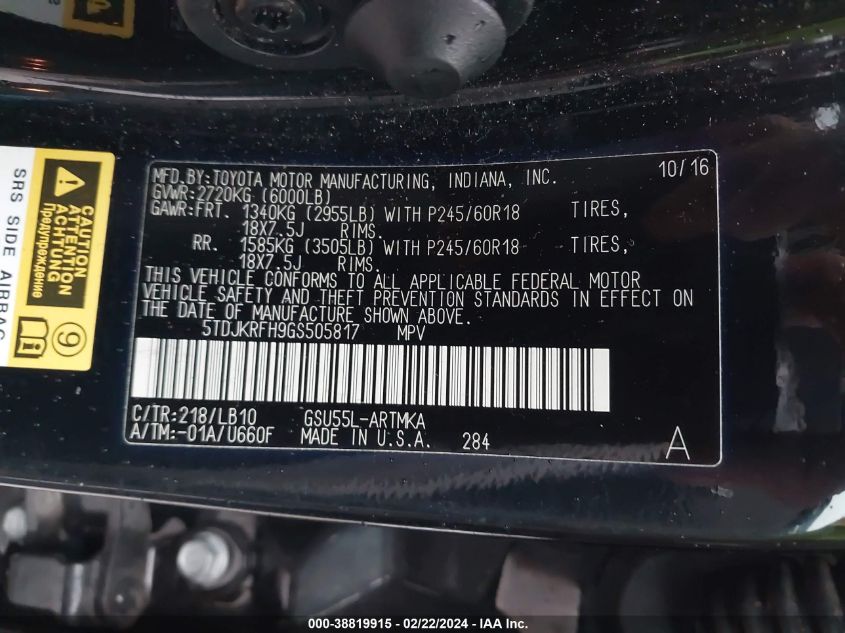 MFD.BY:TOYOTA MOTOR MANUFACTURING, INDIANA, INC. 10/16
GVWR:2720KG (6000LB)
GAWR:FRT. 1340KG (2955LB) WITH P245/60R18 TIRES,
18X7.5J RIMS.
RR. 1585KG (3505LB) WITH P245/60R18 TIRES,
18X7.5J RIMS.
THIS VEHICLE CONFORMS TO ALL APPLICABLE FEDERAL MOTOR
VEHICLE SAFETY AND THEFT PREVENTION STANDARDS IN EFFECT ON
THE DATE OF MANUFACTURE SHOWN ABOVE.
5TDJKRFH9GS505817 MPV
C/TR:218/LB10 GSU55L-ARTMKA
A/TM:-01A/U660F MADE IN U.S.A. 284 A
SRS SIDE AIRBAG
CAUTION
ATTENTION
ACHTUNG
Предупреждение
9
000-38819915 - 02/22/2024 - IAA Inc.